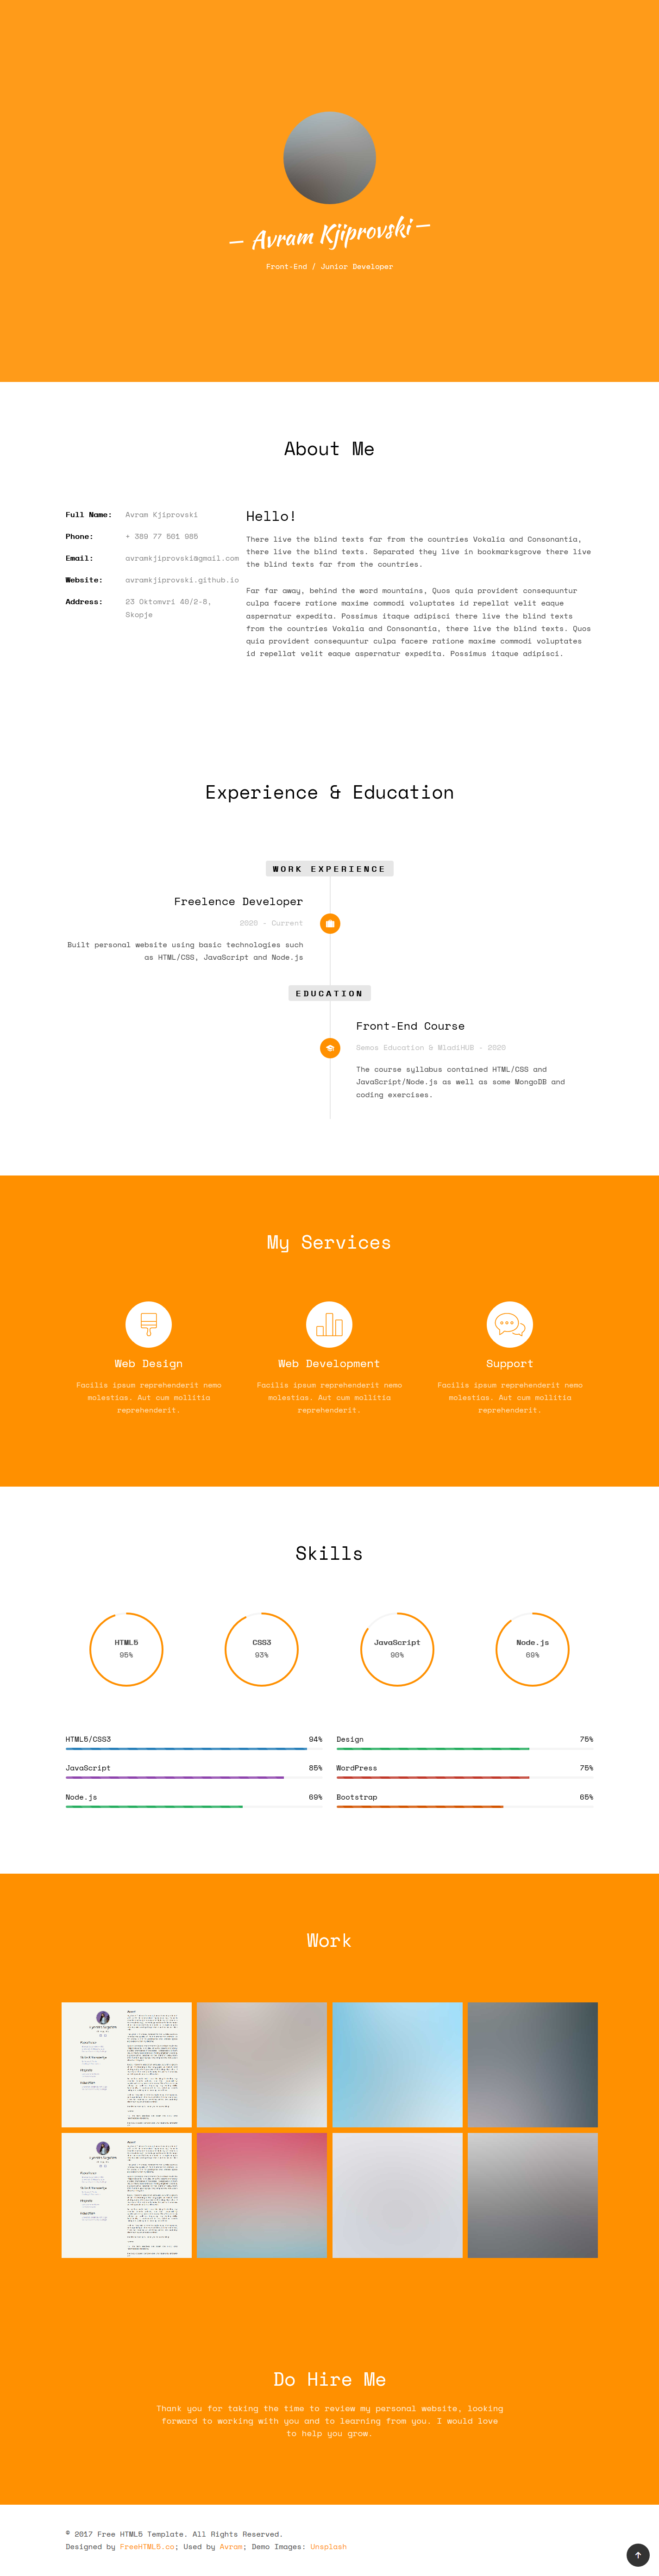 — Avram Kjiprovski —
Front-End / Junior Developer
About Me
Full Name: Avram Kjiprovski
Phone: + 389 77 501 965
Email: avramkjiprovski@gmail.com
Website: avramkjiprovski.github.io
Address: 23 Oktomvri 40/2-8,
Skopje
Hello!
There live the blind texts far from the countries Vokalia and Consonantia,
there live the blind texts. Separated they live in bookmarksgrove there live
the blind texts far from the countries.
Far far away, behind the word mountains, Quos quia provident consequuntur
culpa facere ratione maxime commodi voluptates id repellat velit eaque
aspernatur expedita. Possimus itaque adipisci there live the blind texts
from the countries Vokalia and Consonantia, there live the blind texts. Quos
quia provident consequuntur culpa facere ratione maxime commodi voluptates
id repellat velit eaque aspernatur expedita. Possimus itaque adipisci.
Experience & Education
WORK EXPERIENCE
Freelence Developer
2020 - Current
Built personal website using basic technologies such
as HTML/CSS, JavaScript and Node.js
EDUCATION
Front-End Course
Semos Education & MladiHUB - 2020
The course syllabus contained HTML/CSS and
JavaScript/Node.js as well as some MongoDB and
coding exercises.
My Services
Web Design
Facilis ipsum reprehenderit nemo
molestias. Aut cum mollitia
reprehenderit.
Web Development
Facilis ipsum reprehenderit nemo
molestias. Aut cum mollitia
reprehenderit.
Support
Facilis ipsum reprehenderit nemo
molestias. Aut cum mollitia
reprehenderit.
Skills
HTML5
95%
CSS3
93%
JavaScript
90%
Node.js
69%
HTML5/CSS3 94%
Design 75%
JavaScript 85%
WordPress 75%
Node.js 69%
Bootstrap 65%
Work
Do Hire Me
Thank you for taking the time to review my personal website, looking
forward to working with you and to learning from you. I would love
to help you grow.
© 2017 Free HTML5 Template. All Rights Reserved.
Designed by FreeHTML5.co; Used by Avram; Demo Images: Unsplash